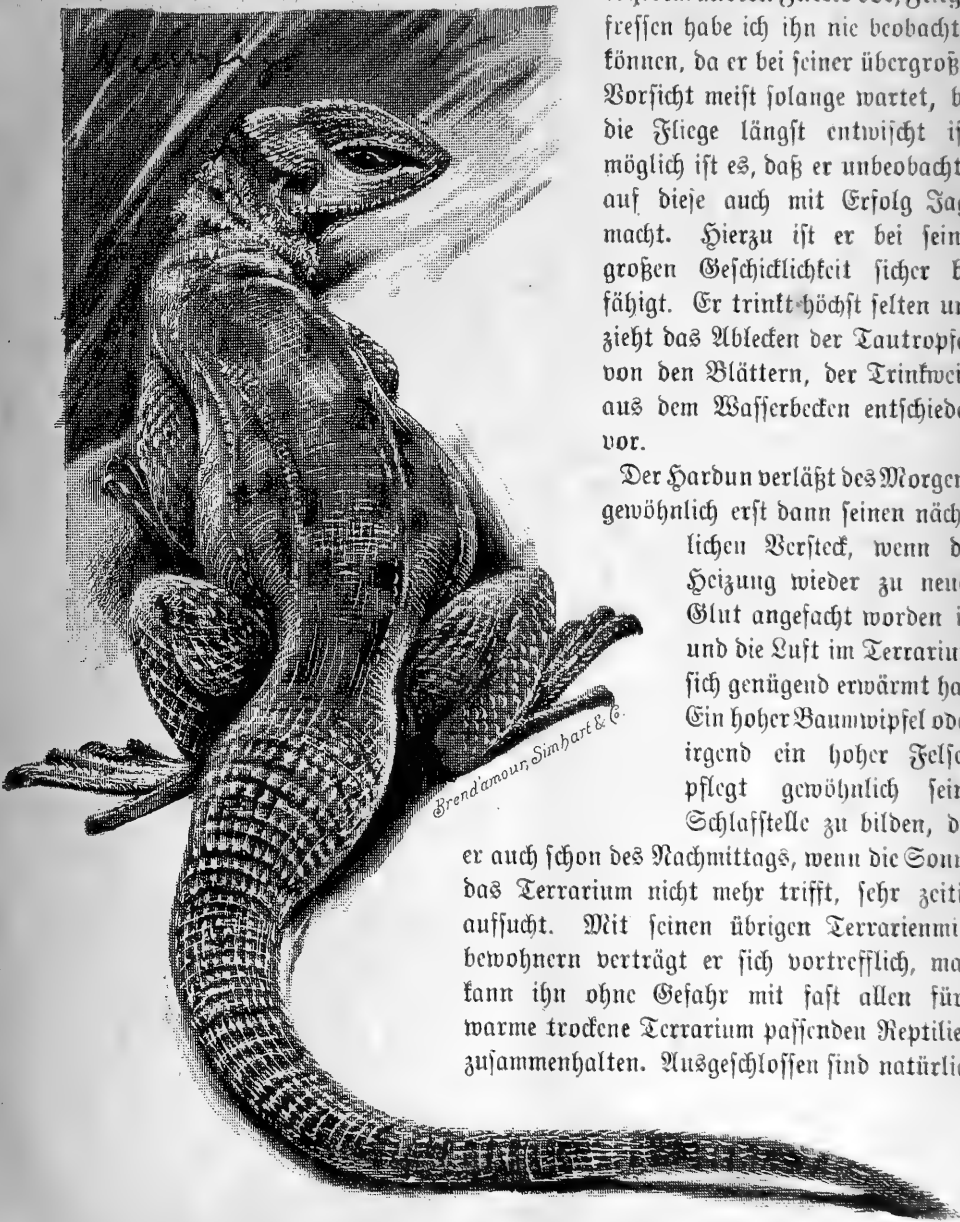 fressen habe ich ihn nie beobacht
können, da er bei seiner übergroß
Vorsicht meist solange wartet, b
die Fliege längst entwischt is
möglich ist es, daß er unbeobacht
auf diese auch mit Erfolg Jag
macht. Hierzu ist er bei sein
großen Geschicklichkeit sicher b
fähigt. Er trinkt höchst selten un
zieht das Ablecken der Tautropfe
von den Blättern, der Trinkwei
aus dem Wasserbecken entschiede
vor.
Der Hardun verläßt des Morgen
gewöhnlich erst dann seinen näch
lichen Versteck, wenn d
Heizung wieder zu neue
Glut angefacht worden i
und die Luft im Terrariu
sich genügend erwärmt ha
Ein hoher Baumwipfel ode
irgend ein hoher Felse
pflegt gewöhnlich sein
Schlafstelle zu bilden, d
Brend'amour, Simhart & C.
er auch schon des Nachmittags, wenn die Sonn
das Terrarium nicht mehr trifft, sehr zeiti
aufsucht. Mit seinen übrigen Terrarienmi
bewohnern verträgt er sich vortrefflich, ma
kann ihn ohne Gefahr mit fast allen für
warme trockene Terrarium passenden Reptilie
zusammenhalten. Ausgeschlossen sind natürlic